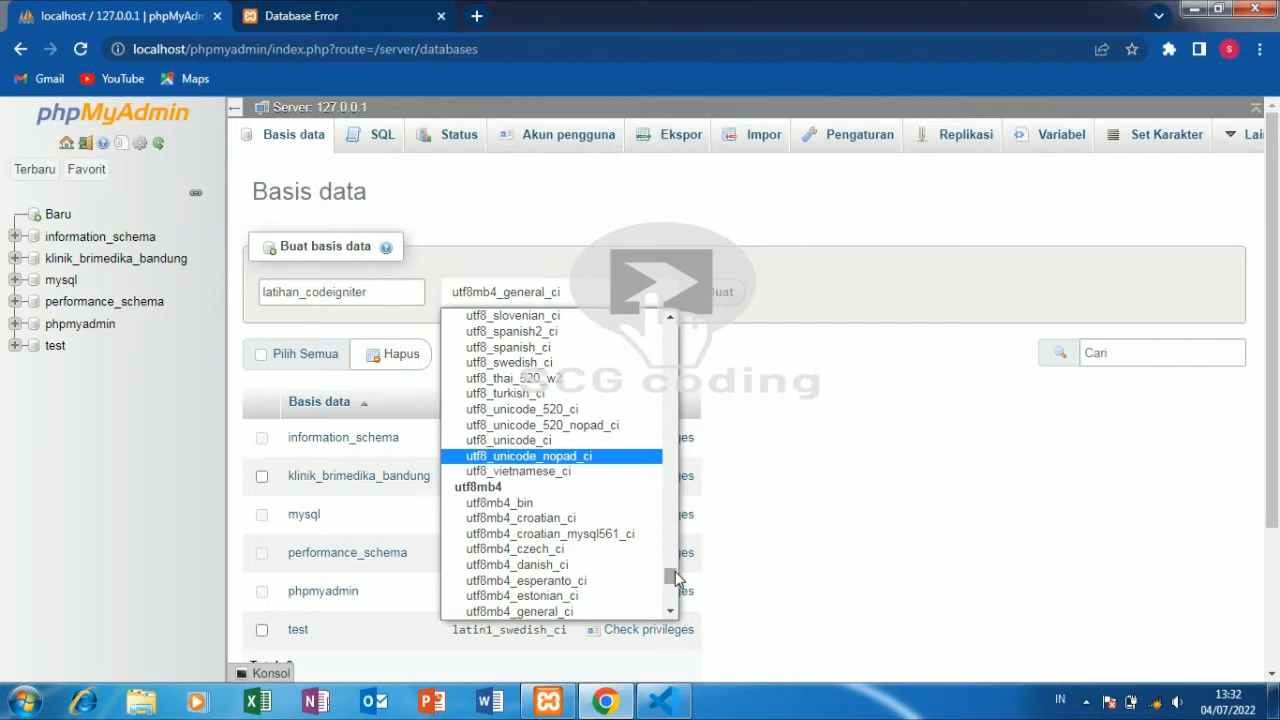 localhost / 127.0.0.1 | phpMyAdn
Database Error
localhost/phpmyadmin/index.php?route=/server/databases
S
Gmail
YouTube
Maps
phpMyAdmin
Server: 127.0.0.1
Basis data
SQL
Status
Akun pengguna
Ekspor
Impor
Pengaturan
Replikasi
Variabel
Set Karakter
Lai
Terbaru
Favorit
Baru
information_schema
klinik_brimedika_bandung
mysql
performance_schema
phpmyadmin
test
Basis data
Buat basis data
latihan_codeigniter
utf8mb4_general_ci
utf8_slovenian_ci
utf8_spanish2_ci
utf8_spanish_ci
utf8_swedish_ci
utf8_thai_520_w2
utf8_turkish_ci
utf8_unicode_520_ci
utf8_unicode_520_nopad_ci
utf8_unicode_ci
utf8_unicode_nopad_ci
utf8_vietnamese_ci
utf8mb4
utf8mb4_bin
utf8mb4_croatian_ci
utf8mb4_croatian_mysql561_ci
utf8mb4_czech_ci
utf8mb4_danish_ci
utf8mb4_esperanto_ci
utf8mb4_estonian_ci
utf8mb4_general_ci
Pilih Semua
Hapus
Cari
SCG coding
Basis data
information_schema
klinik_brimedika_bandung
mysql
performance_schema
phpmyadmin
test
latin1_swedish_ci
Check privileges
Konsol
IN
13:32
04/07/2022